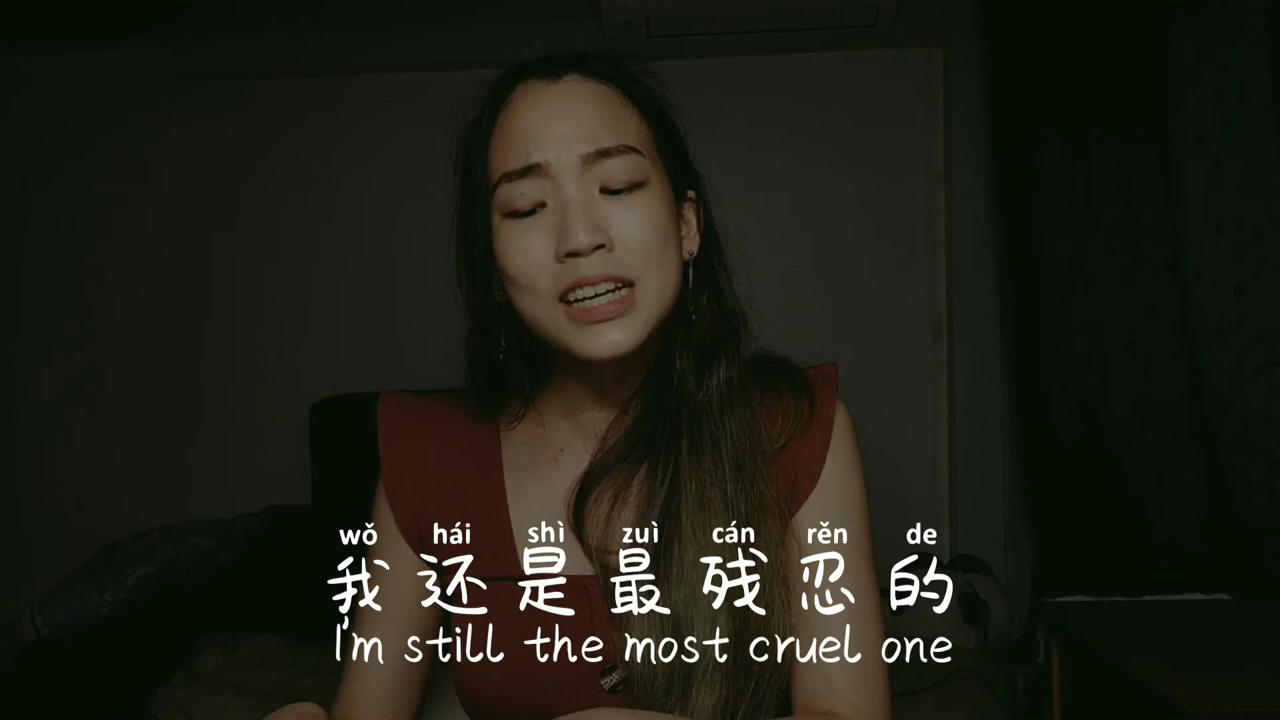 wǒ hái shì zuì cán rěn de
我还是最残忍的
I'm still the most cruel one